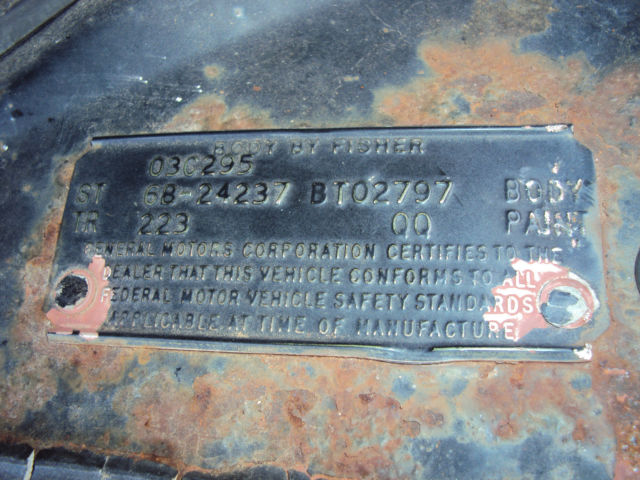 BODY BY FISHER
03C295
ST 68-24237 BT02797 BODY
TR 223 QQ PAINT
GENERAL MOTORS CORPORATION CERTIFIES TO THE
DEALER THAT THIS VEHICLE CONFORMS TO ALL
FEDERAL MOTOR VEHICLE SAFETY STANDARDS
APPLICABLE AT TIME OF MANUFACTURE